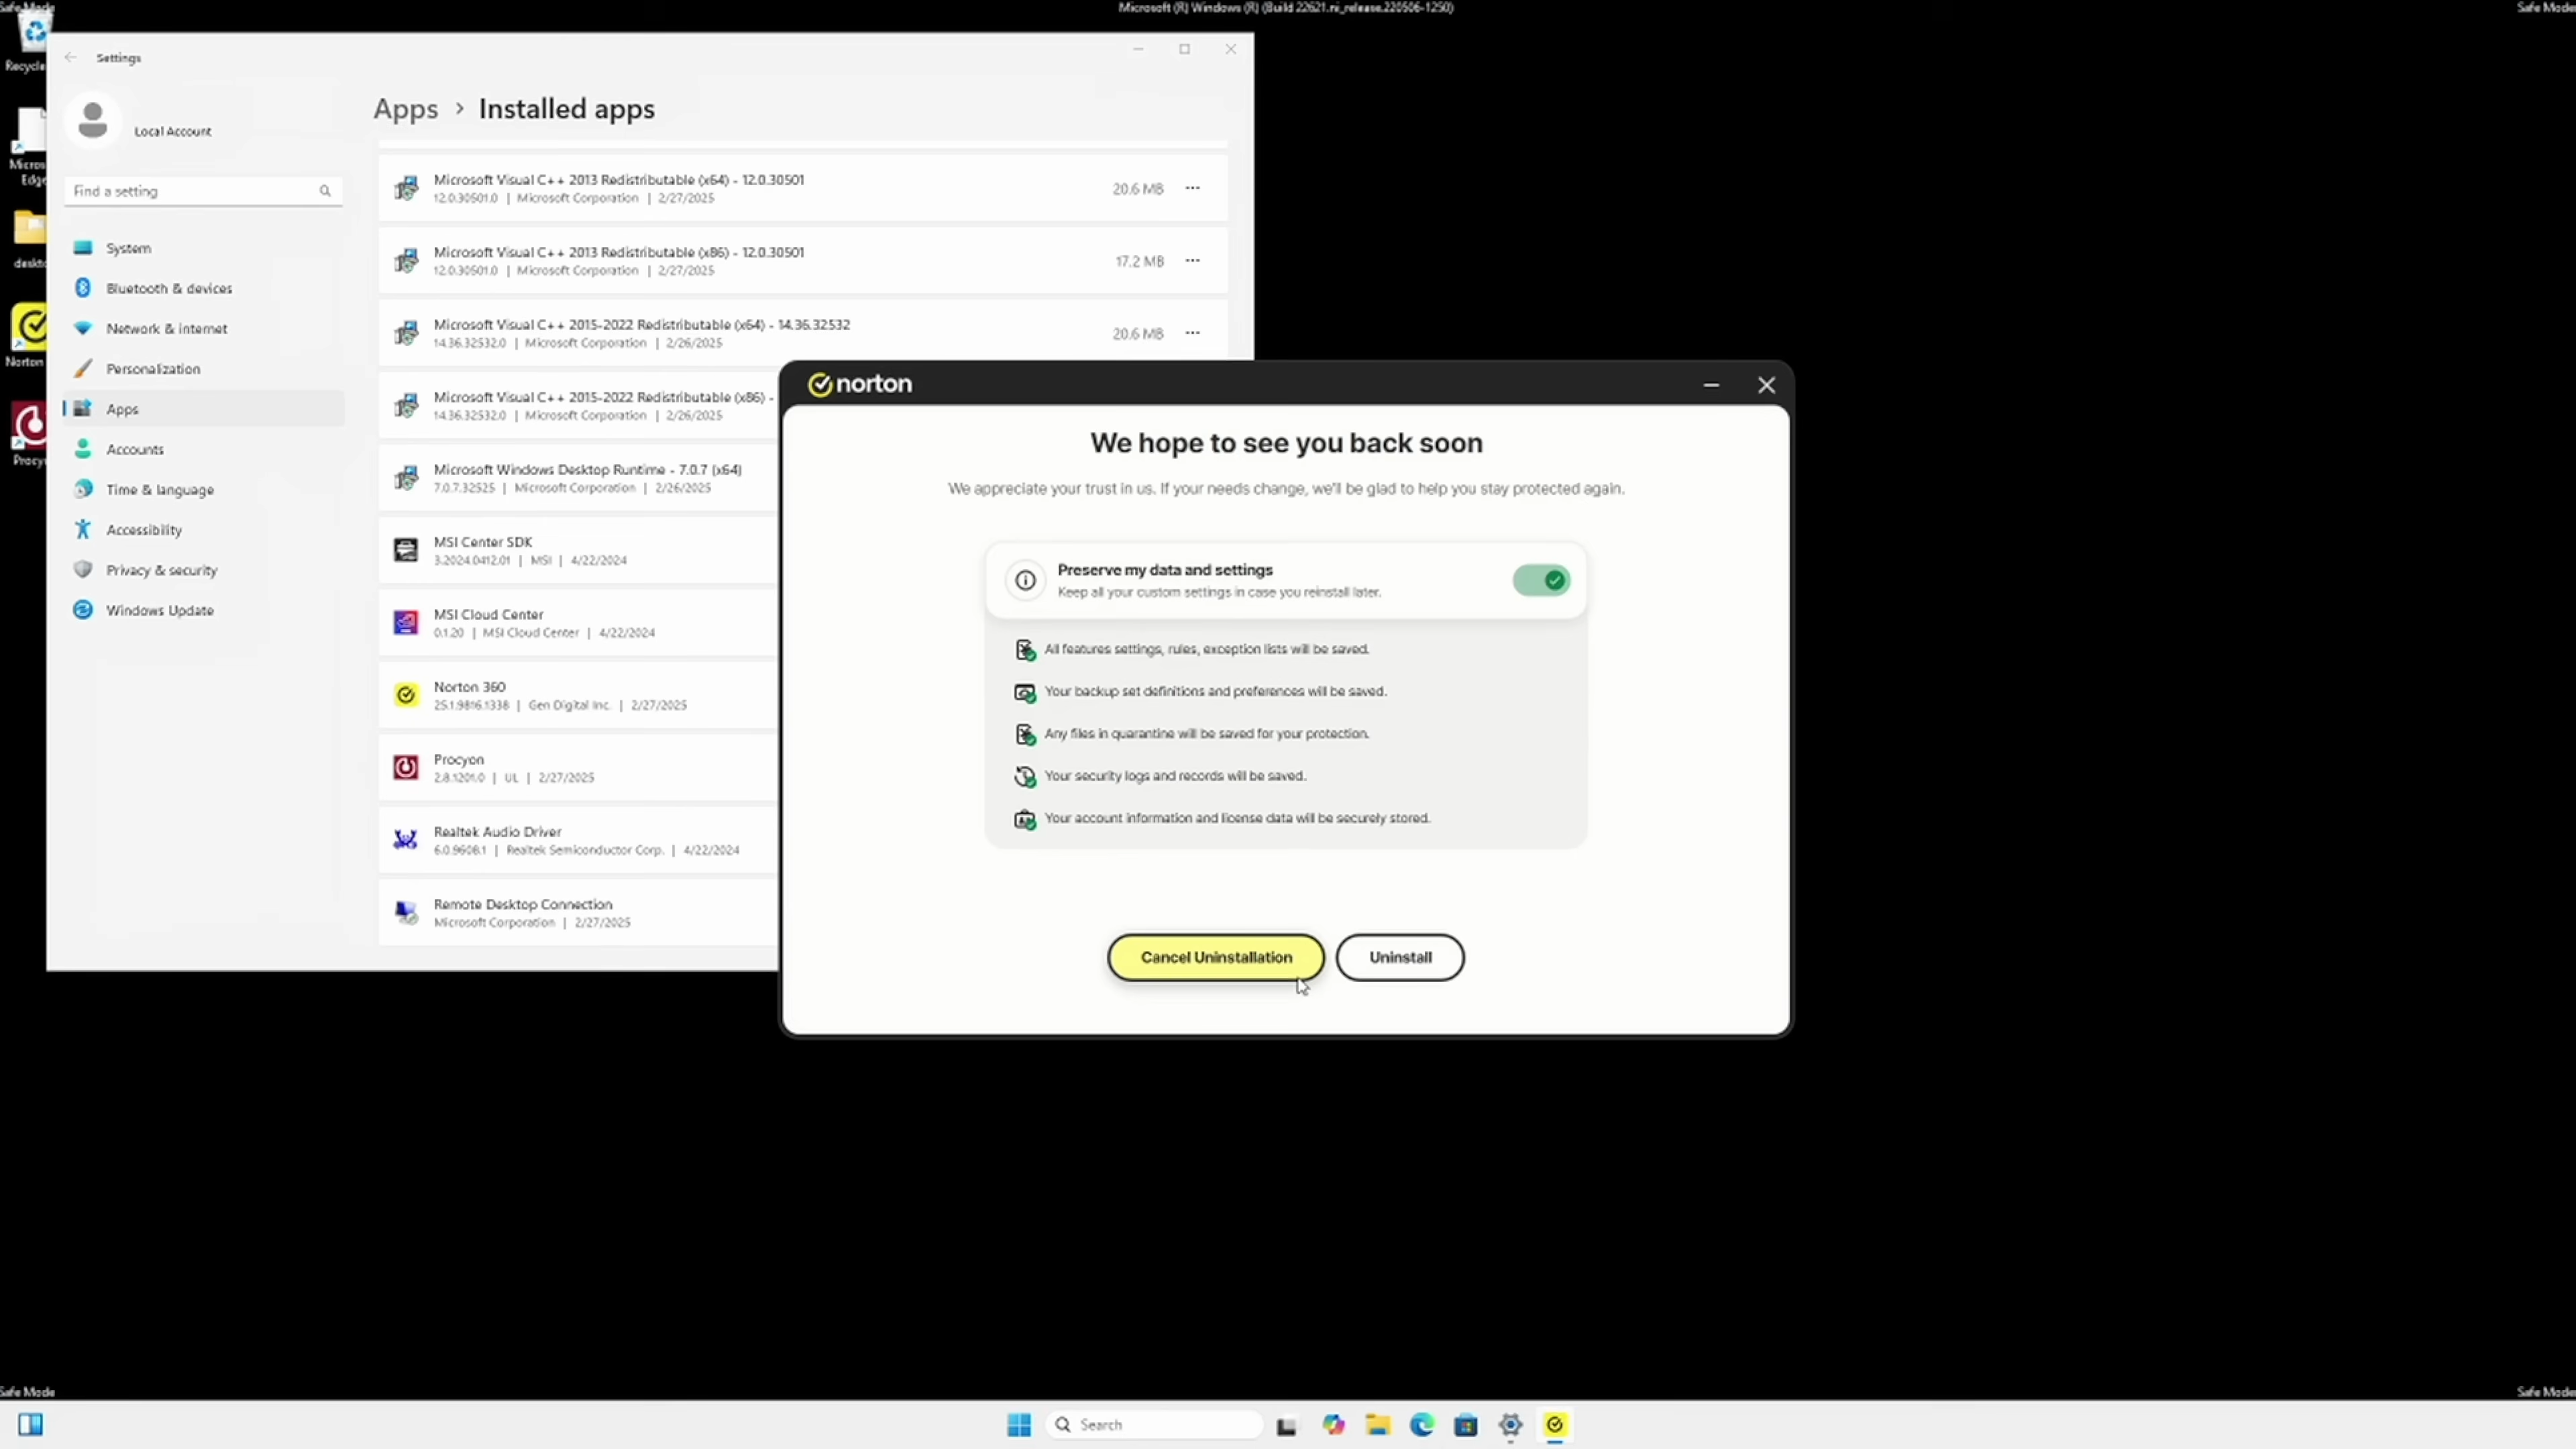 Safe Mode
Microsoft (R) Windows (R) (Build 22621.ni_release.220506-1250)
Safe Mode
Recycle
Micros
Edge
deskto
Norton
Procy
Settings
Local Account
Find a setting
System
Bluetooth & devices
Network & internet
Personalization
Apps
Accounts
Time & language
Accessibility
Privacy & security
Windows Update
Apps > Installed apps
Microsoft Visual C++ 2013 Redistributable (x64) - 12.0.30501
12.0.30501.0 | Microsoft Corporation | 2/27/2025
20.6 MB
Microsoft Visual C++ 2013 Redistributable (x86) - 12.0.30501
12.0.30501.0 | Microsoft Corporation | 2/27/2025
17.2 MB
Microsoft Visual C++ 2015-2022 Redistributable (x64) - 14.36.32532
14.36.32532.0 | Microsoft Corporation | 2/26/2025
20.6 MB
Microsoft Visual C++ 2015-2022 Redistributable (x86) -
14.36.32532.0 | Microsoft Corporation | 2/26/2025
Microsoft Windows Desktop Runtime - 7.0.7 (x64)
7.0.7.32525 | Microsoft Corporation | 2/26/2025
MSI Center SDK
3.2024.0412.01 | MSI | 4/22/2024
MSI Cloud Center
0.1.20 | MSI Cloud Center | 4/22/2024
Norton 360
25.1.9816.1338 | Gen Digital Inc. | 2/27/2025
Procyon
2.8.1201.0 | UL | 2/27/2025
Realtek Audio Driver
6.0.9608.1 | Realtek Semiconductor Corp. | 4/22/2024
Remote Desktop Connection
Microsoft Corporation | 2/27/2025
norton
We hope to see you back soon
We appreciate your trust in us. If your needs change, we'll be glad to help you stay protected again.
Preserve my data and settings
Keep all your custom settings in case you reinstall later.
All features settings, rules, exception lists will be saved.
Your backup set definitions and preferences will be saved.
Any files in quarantine will be saved for your protection.
Your security logs and records will be saved.
Your account information and license data will be securely stored.
Cancel Uninstallation
Uninstall
Safe Mode
Safe Mode
Search